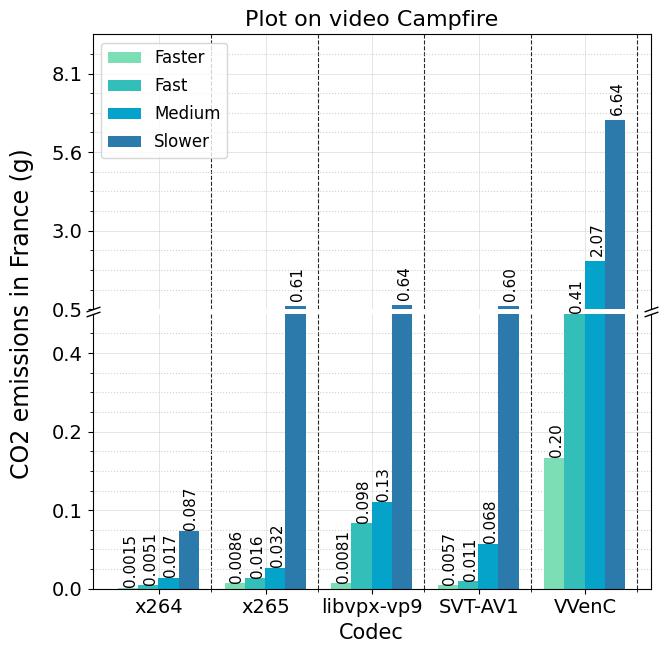 Plot on video Campfire
Faster
Fast
Medium
Slower
CO2 emissions in France (g)
8.1
5.6
3.0
0.5
0.5
0.4
0.2
0.1
0.0
0.0015
0.0051
0.017
0.087
0.0086
0.016
0.032
0.61
0.0081
0.098
0.13
0.64
0.0057
0.011
0.068
0.60
0.20
0.41
2.07
6.64
x264
x265
libvpx-vp9
SVT-AV1
VVenC
Codec